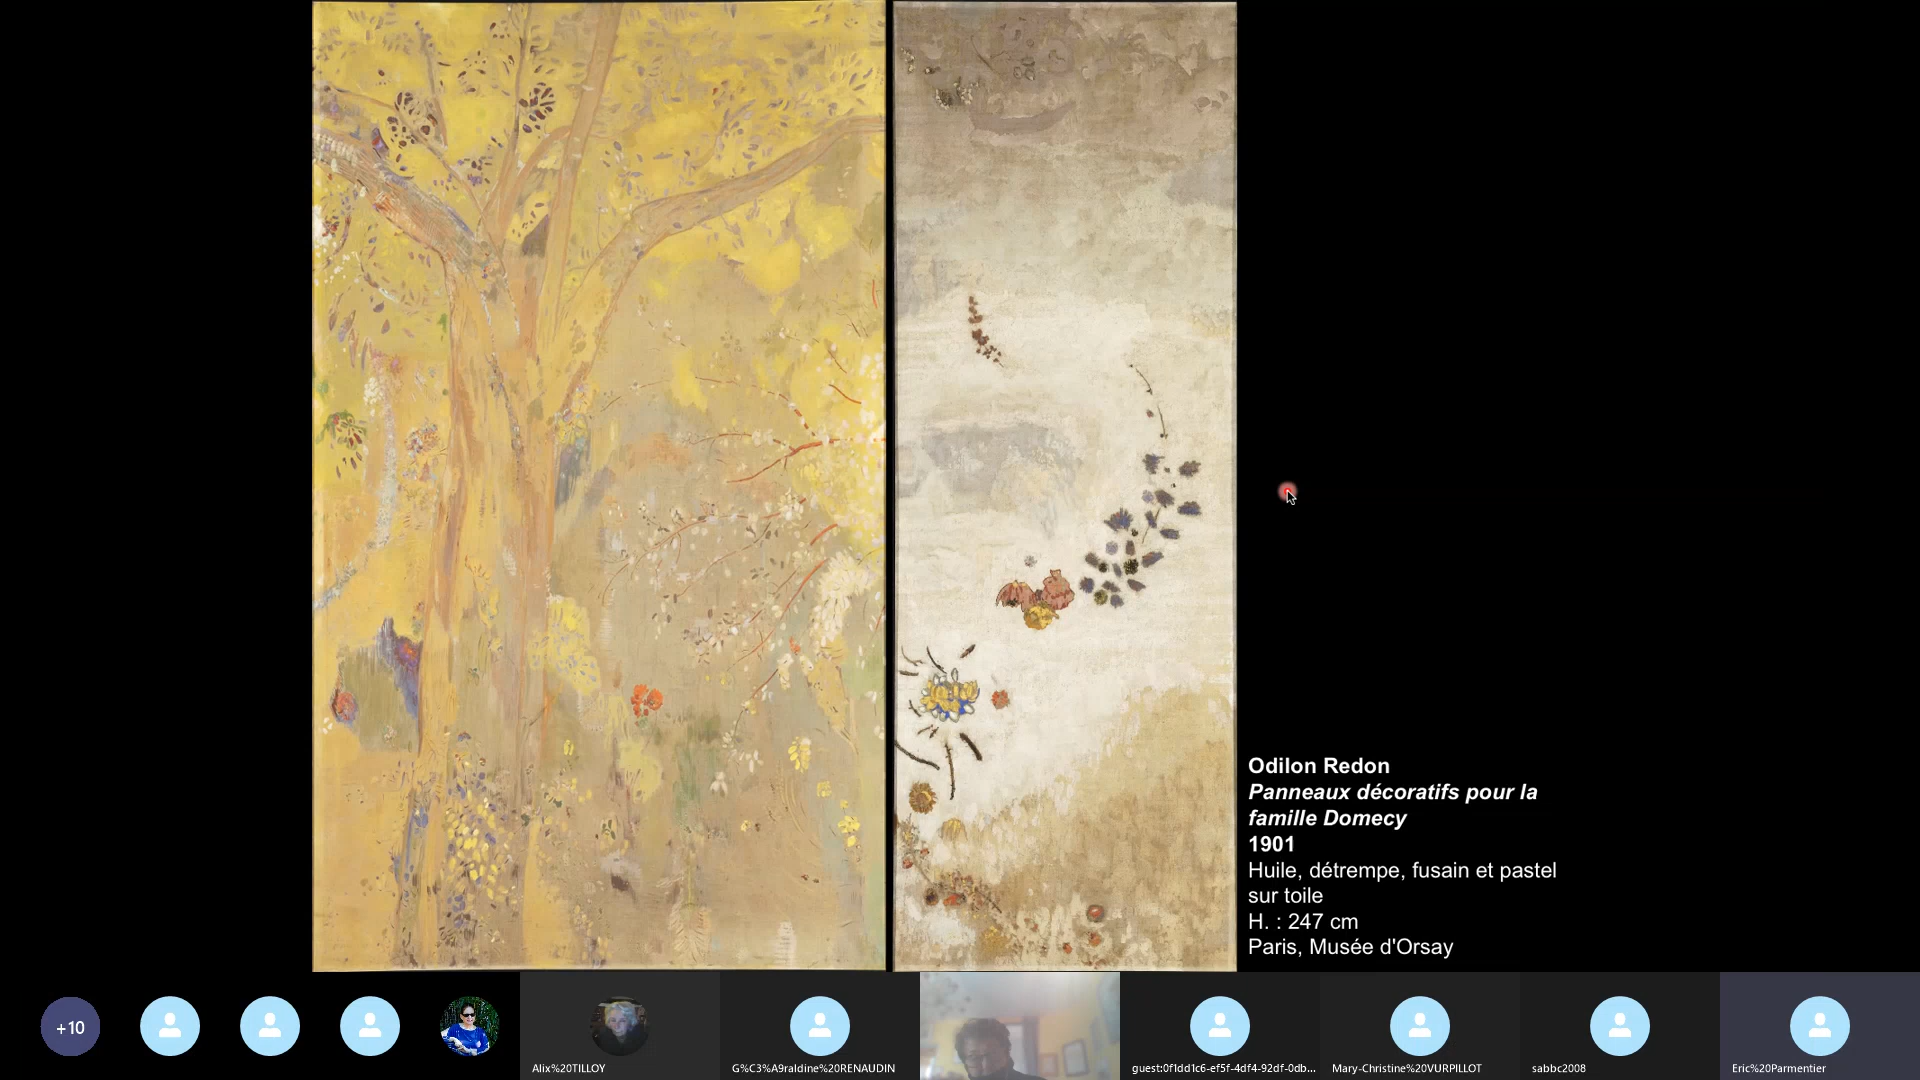 Odilon Redon
Panneaux décoratifs pour la
famille Domecy
1901
Huile, détrempe, fusain et pastel
sur toile
H. : 247 cm
Paris, Musée d'Orsay
+10
Alix%20TILLOY
G%C3%A9raldine%20RENAUDIN
guest:0f1dd1c6-ef5f-4df4-92df-0db...
Mary-Christine%20VURPILLOT
sabbc2008
Eric%20Parmentier